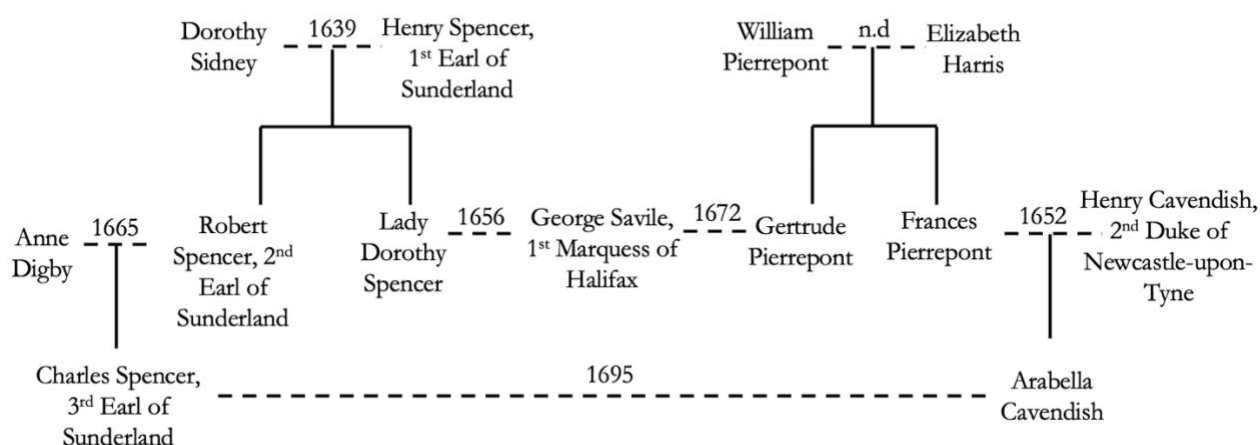 Dorothy
Sidney
1639
Henry Spencer,
1st Earl of
Sunderland
William
Pierrepont
n.d
Elizabeth
Harris
Anne
Digby
1665
Robert
Spencer, 2nd
Earl of
Sunderland
Lady
Dorothy
Spencer
1656
George Savile,
1st Marquess of
Halifax
1672
Gertrude
Pierrepont
Frances
Pierrepont
1652
Henry Cavendish,
2nd Duke of
Newcastle-upon-
Tyne
Charles Spencer,
3rd Earl of
Sunderland
1695
Arabella
Cavendish